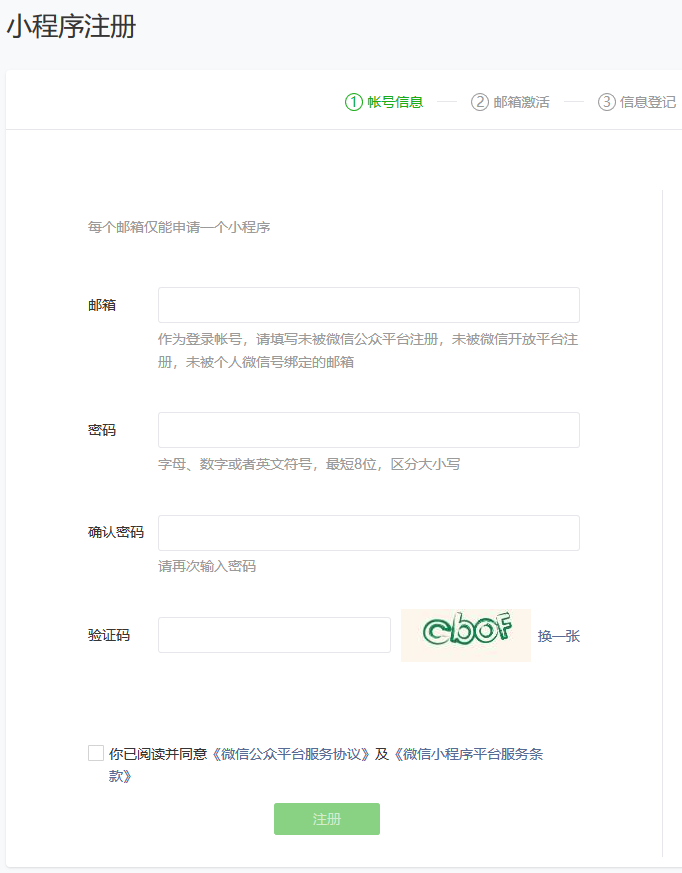 小程序注册
① 帐号信息 ② 邮箱激活 ③ 信息登记
每个邮箱仅能申请一个小程序
邮箱
作为登录帐号，请填写未被微信公众平台注册，未被微信开放平台注
册，未被个人微信号绑定的邮箱
密码
字母、数字或者英文符号，最短8位，区分大小写
确认密码
请再次输入密码
验证码 cboF 换一张
你已阅读并同意《微信公众平台服务协议》及《微信小程序平台服务条
款》
注册